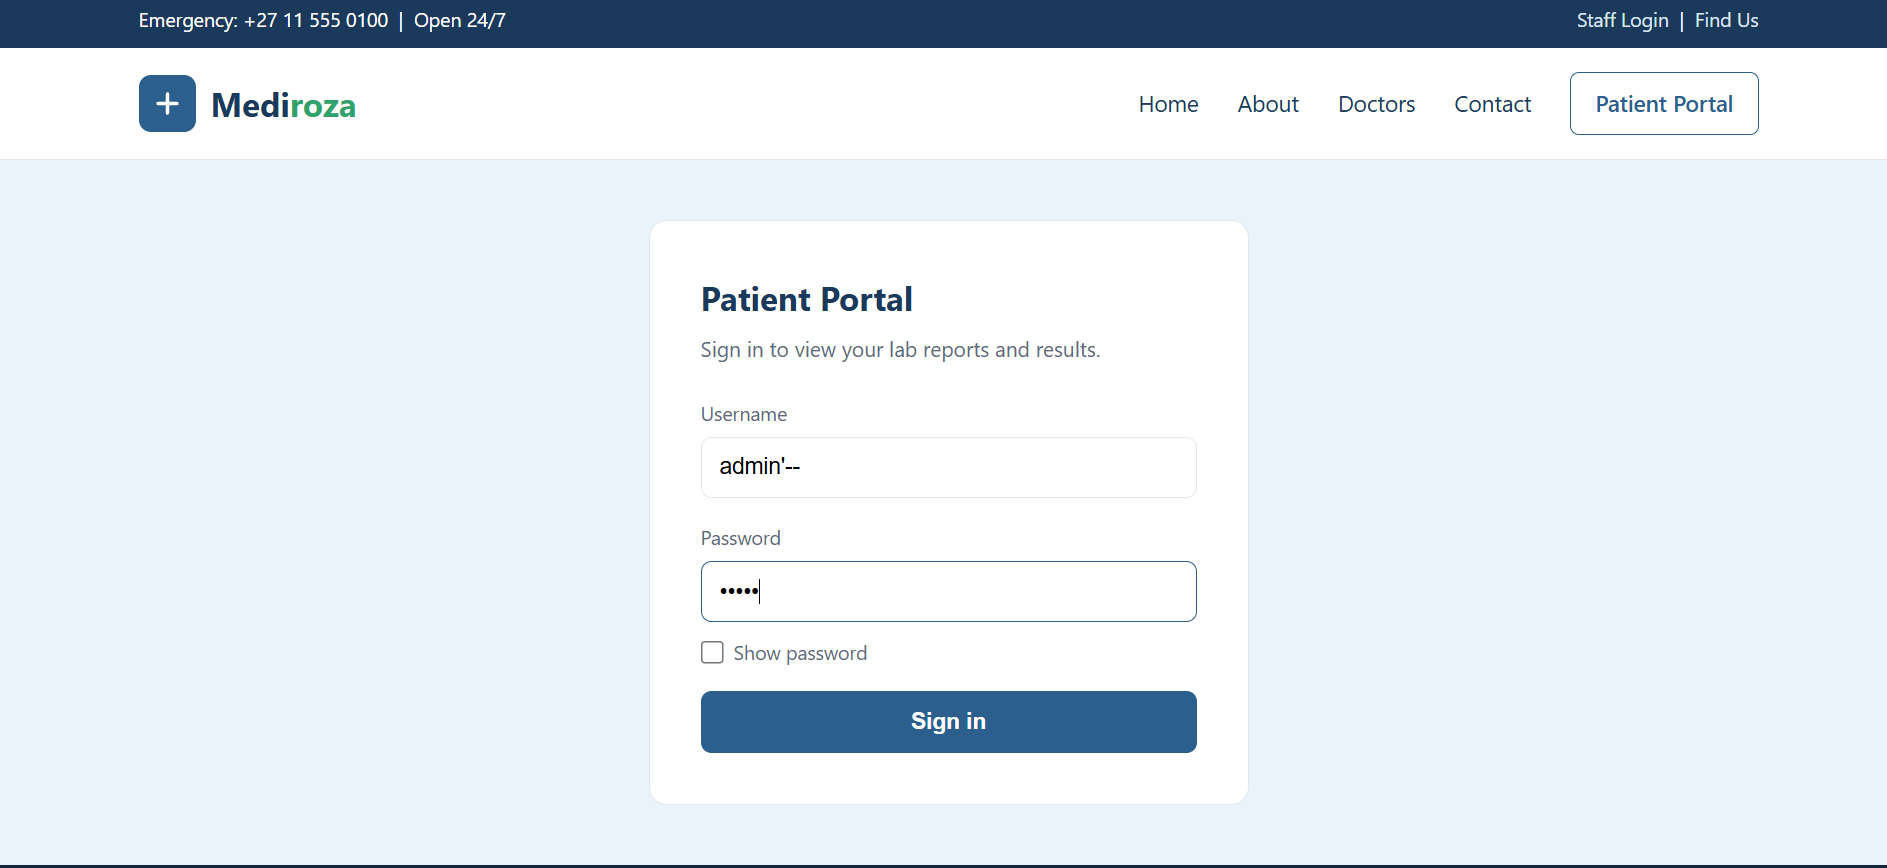 Emergency: +27 11 555 0100 | Open 24/7
Staff Login | Find Us
Mediroza
Home
About
Doctors
Contact
Patient Portal
Patient Portal
Sign in to view your lab reports and results.
Username
admin'--
Password
•••••
Show password
Sign in